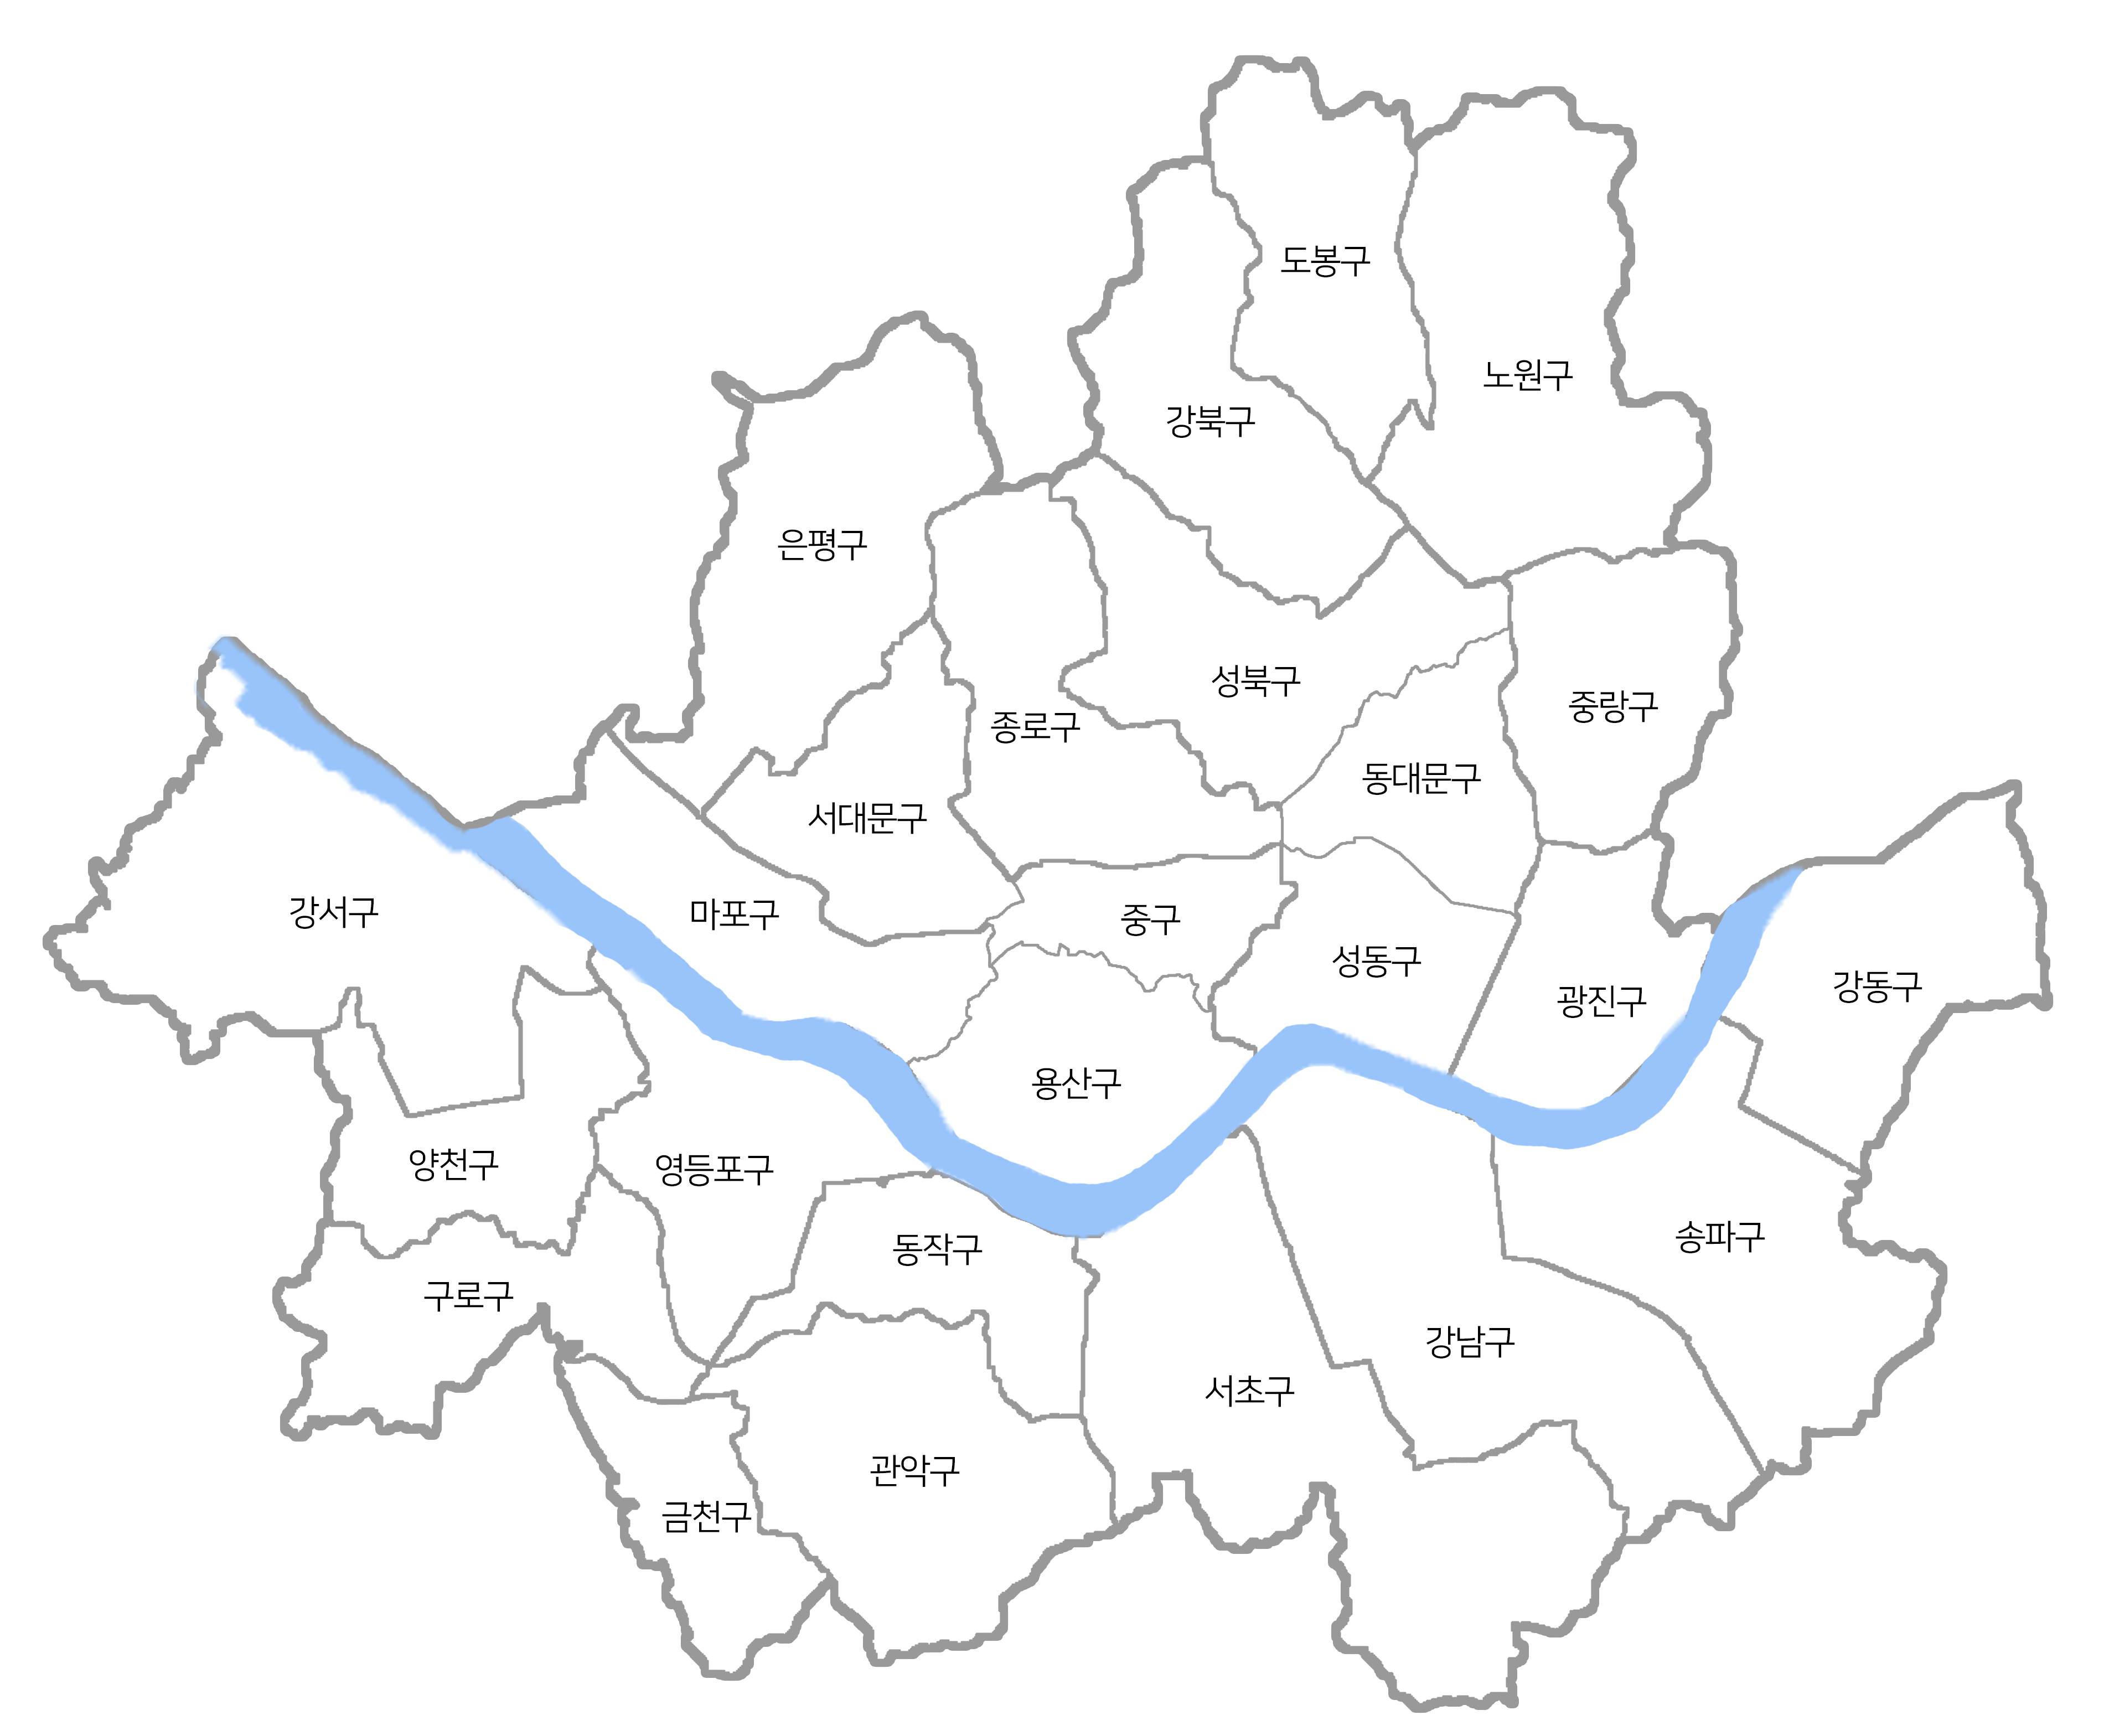 도봉구
노원구
강북구
은평구
성북구
중랑구
종로구
동대문구
서대문구
강서구
마포구
중구
성동구
강동구
광진구
용산구
양천구
영등포구
송파구
동작구
구로구
강남구
서초구
관악구
금천구